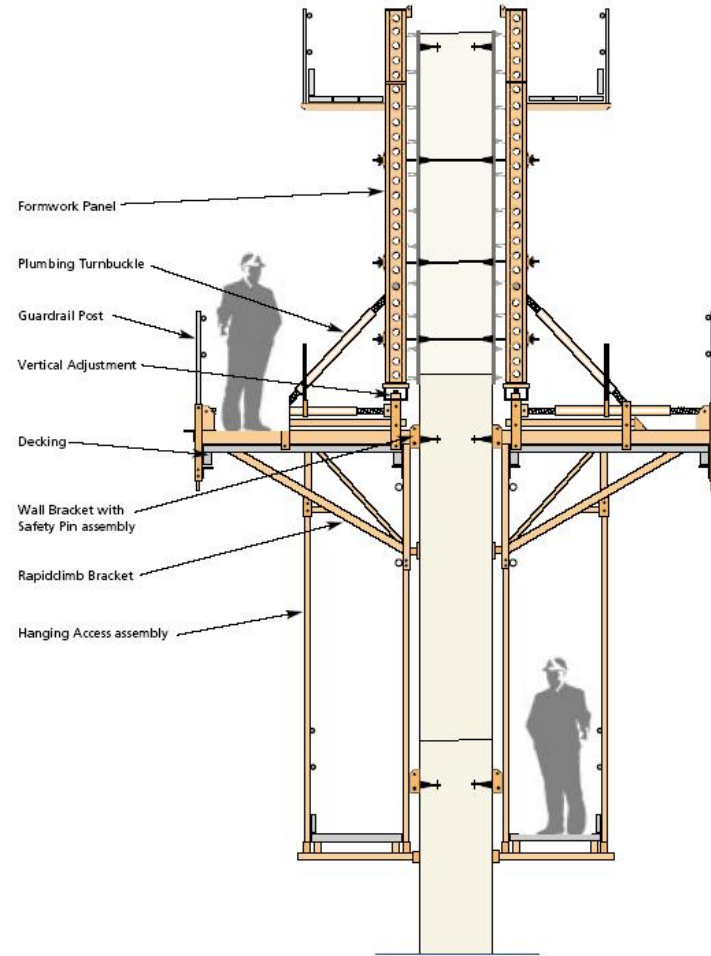 Formwork Panel
Plumbing Turnbuckle
Guardrail Post
Vertical Adjustment
Decking
Wall Bracket with
Safety Pin assembly
Rapidclimb Bracket
Hanging Access assembly